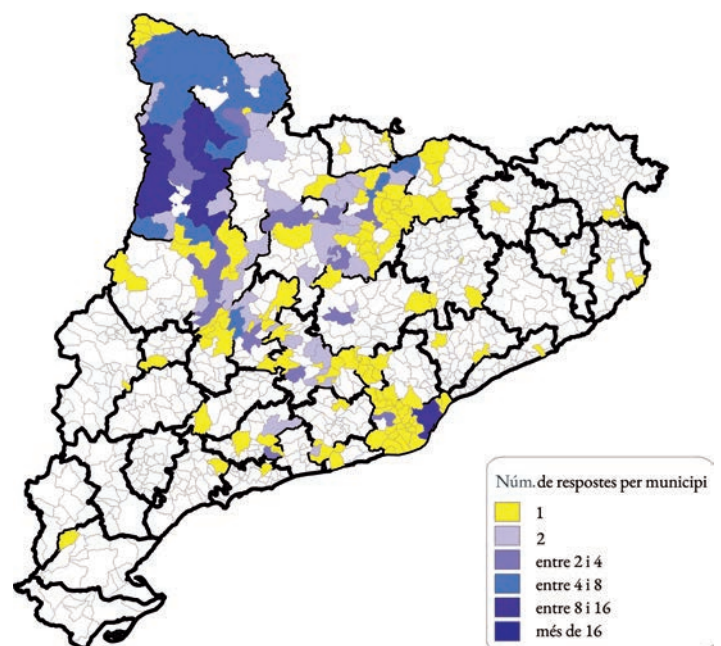 Núm. de respostes per municipi
1
2
entre 2 i 4
entre 4 i 8
entre 8 i 16
més de 16